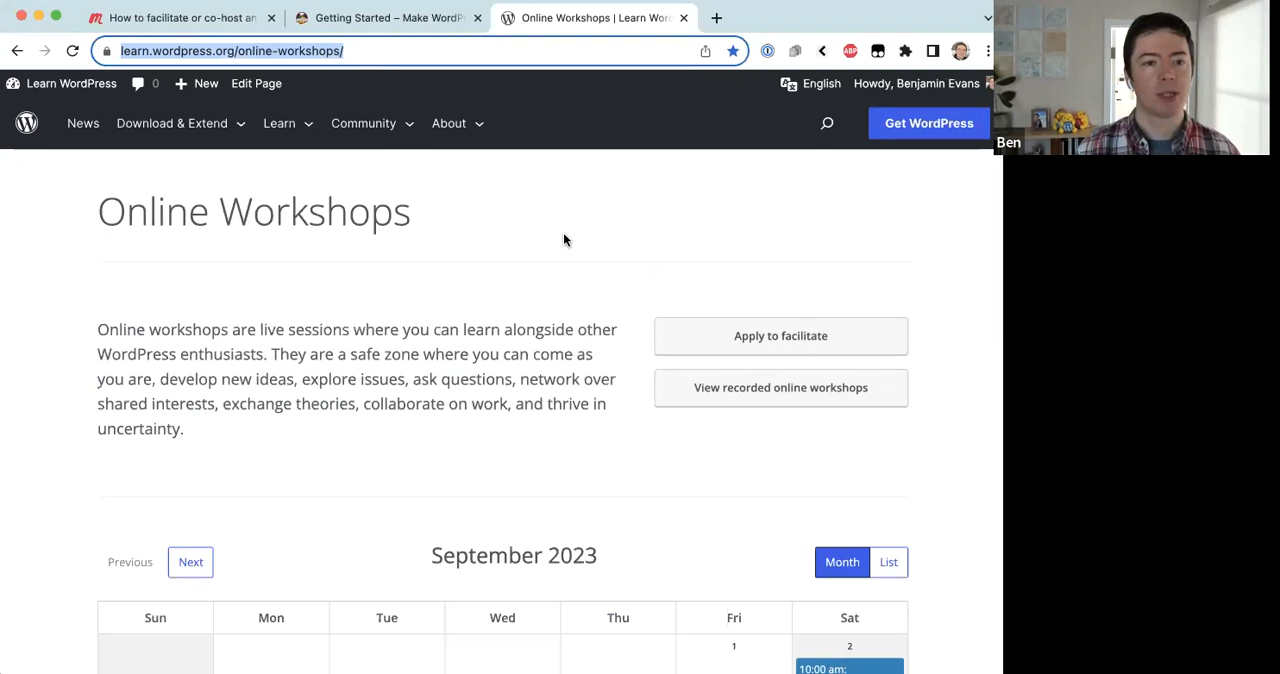 How to facilitate or co-host an
Getting Started – Make WordPr
Online Workshops | Learn Wor
learn.wordpress.org/online-workshops/
ABP
Learn WordPress 0 New Edit Page English Howdy, Benjamin Evans
News Download & Extend Learn Community About Get WordPress
Ben
Online Workshops
Online workshops are live sessions where you can learn alongside other
WordPress enthusiasts. They are a safe zone where you can come as
you are, develop new ideas, explore issues, ask questions, network over
shared interests, exchange theories, collaborate on work, and thrive in
uncertainty.
Apply to facilitate
View recorded online workshops
Previous Next September 2023 Month List
Sun Mon Tue Wed Thu Fri Sat
1 2
10:00 am: